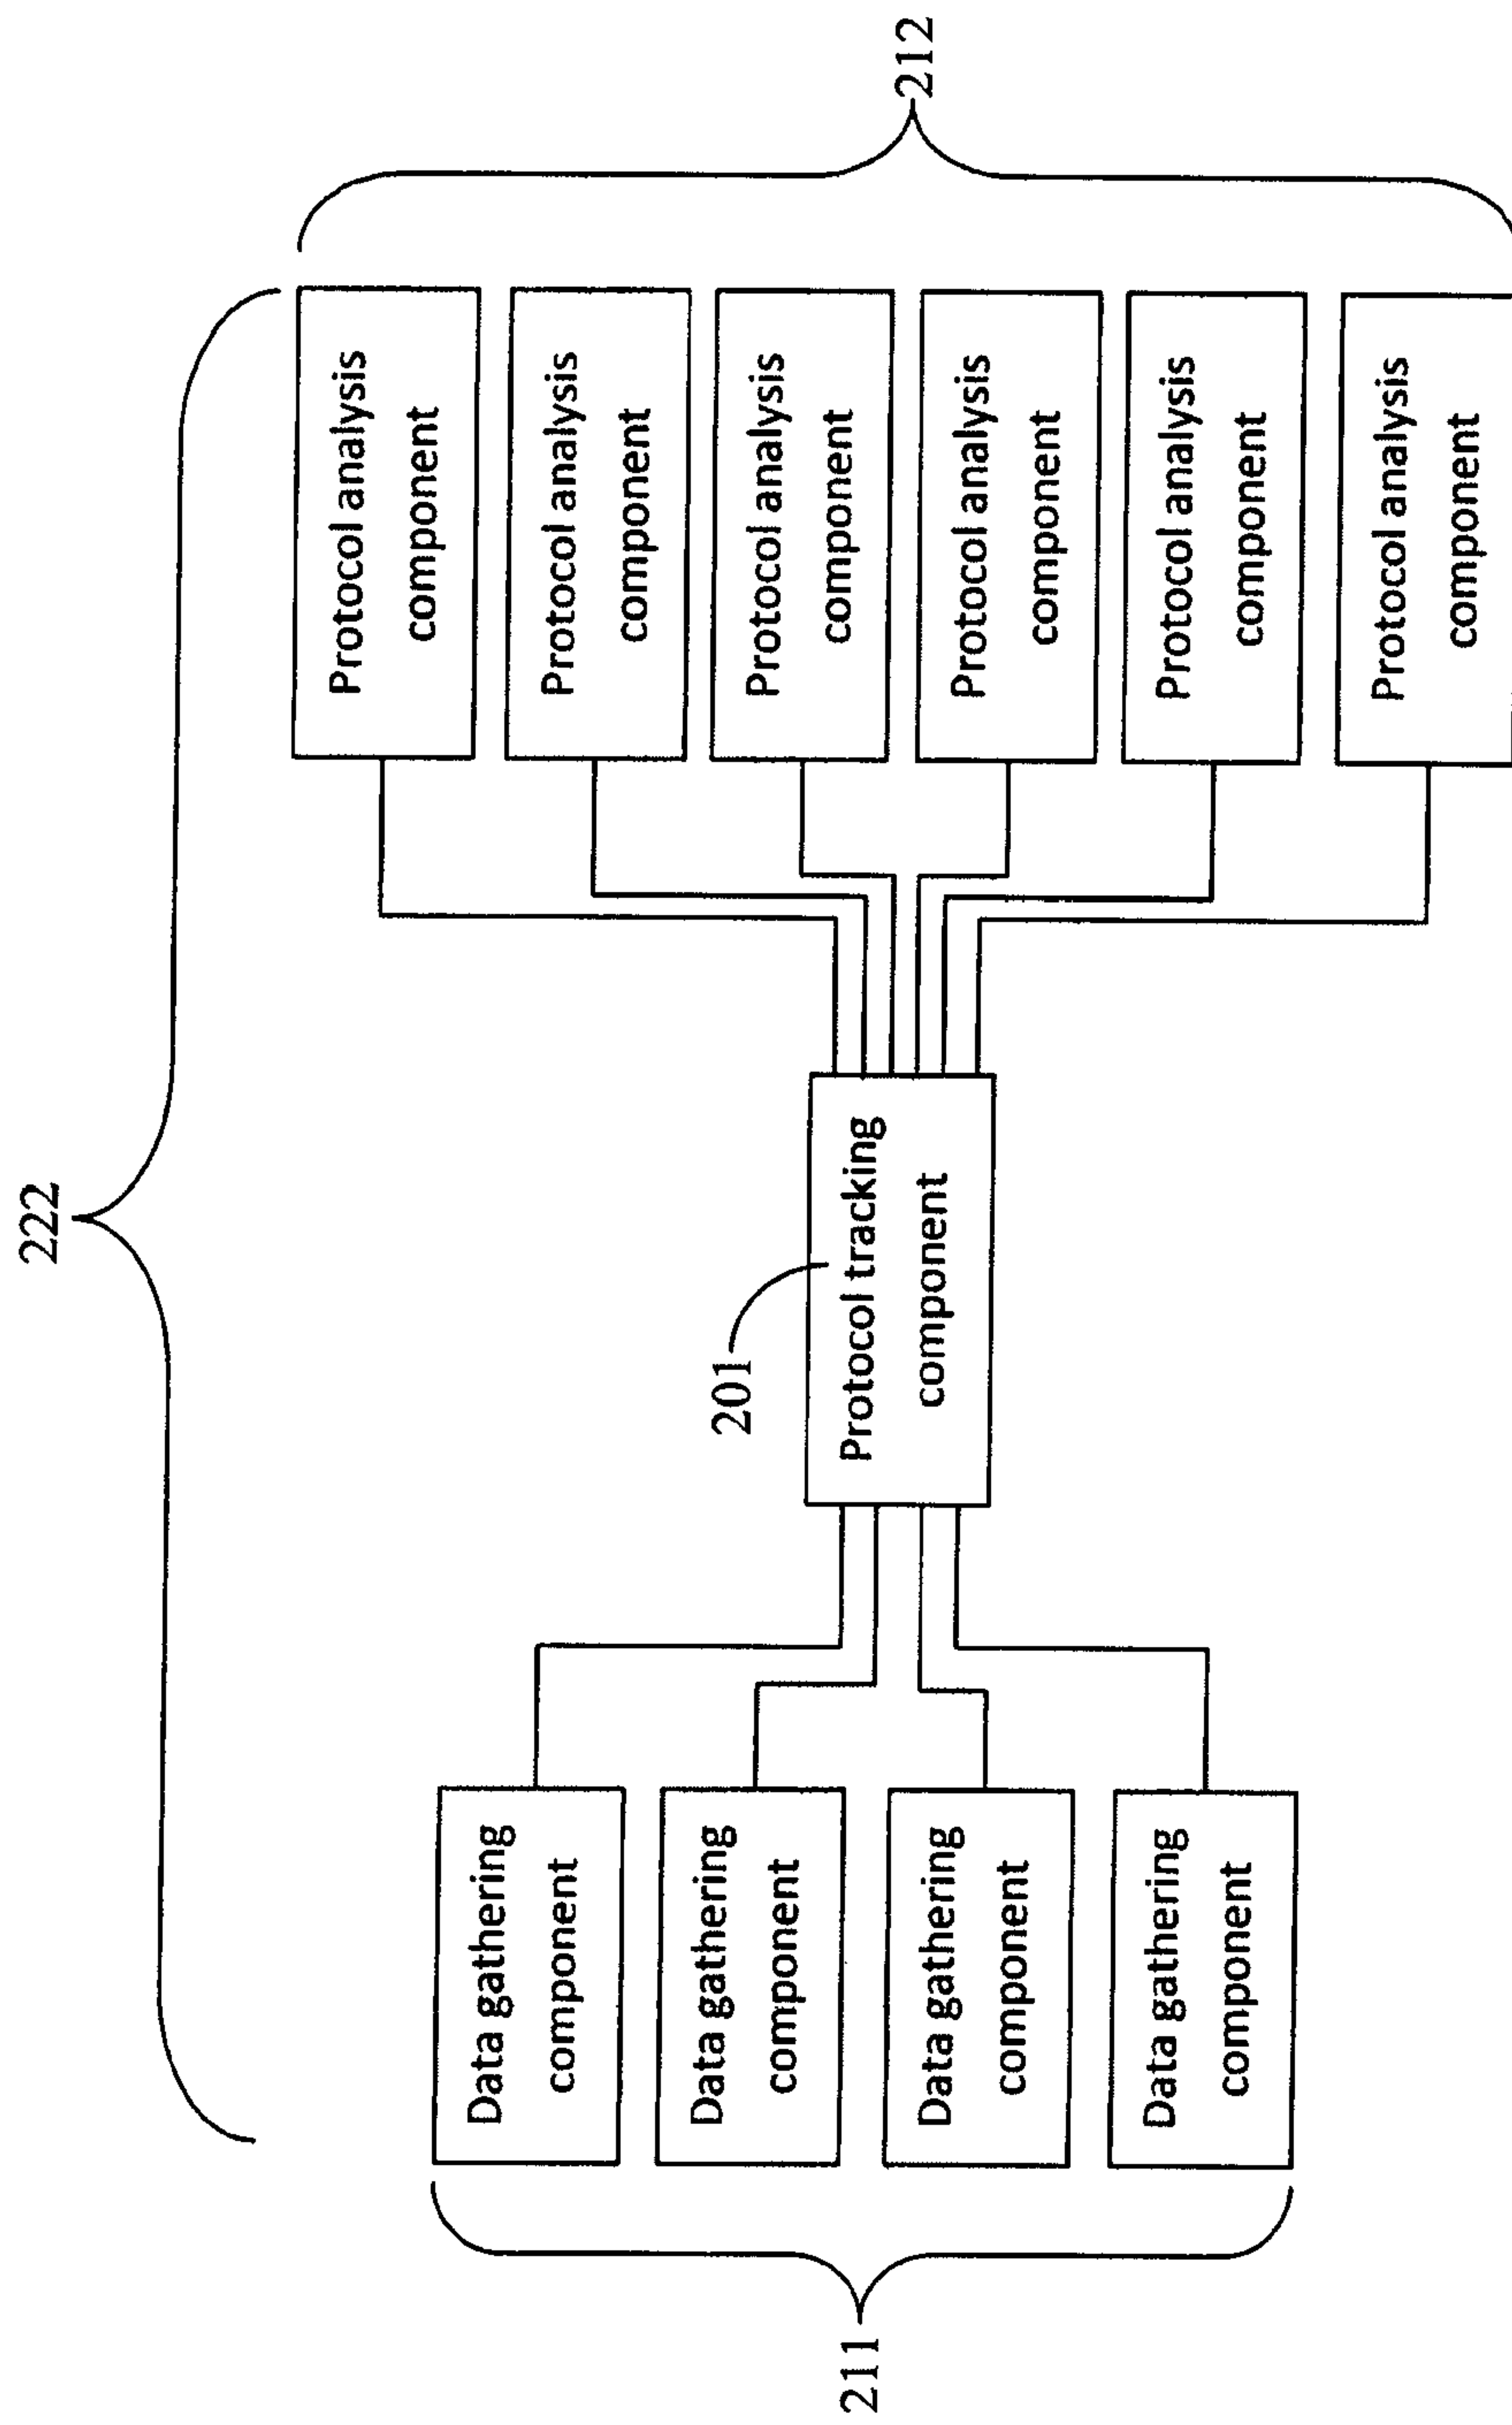 222
Data gathering
component
Data gathering
component
Data gathering
component
Data gathering
component
211
201
Protocol tracking
component
Protocol analysis
component
Protocol analysis
component
Protocol analysis
component
Protocol analysis
component
Protocol analysis
component
Protocol analysis
component
212